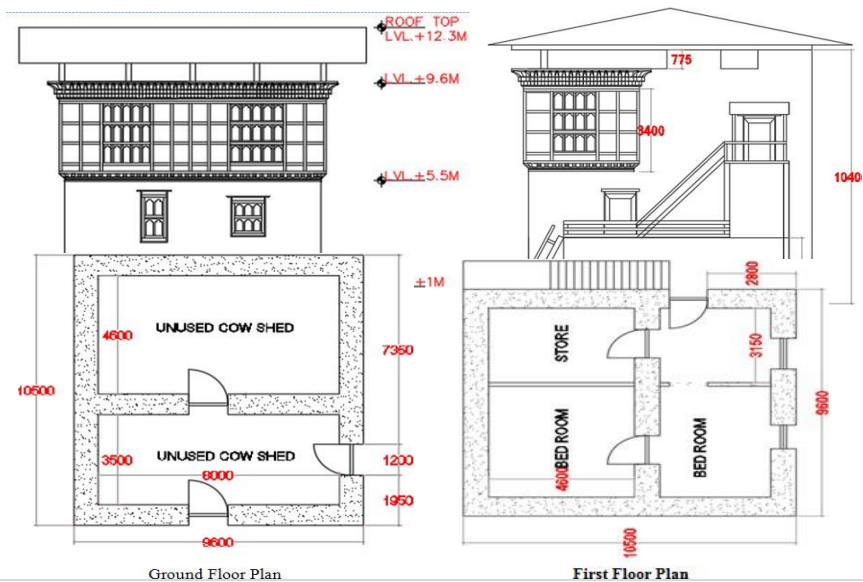 ROOF TOP
LVL.+12.3M
LVL.±9.6M
LVL.±5.5M
±1M
775
3400
10400
4600
UNUSED COW SHED
7350
10500
3500
UNUSED COW SHED
8000
1200
1950
9600
Ground Floor Plan
2800
STORE
3150
9600
BED ROOM
4600
BED ROOM
10500
First Floor Plan